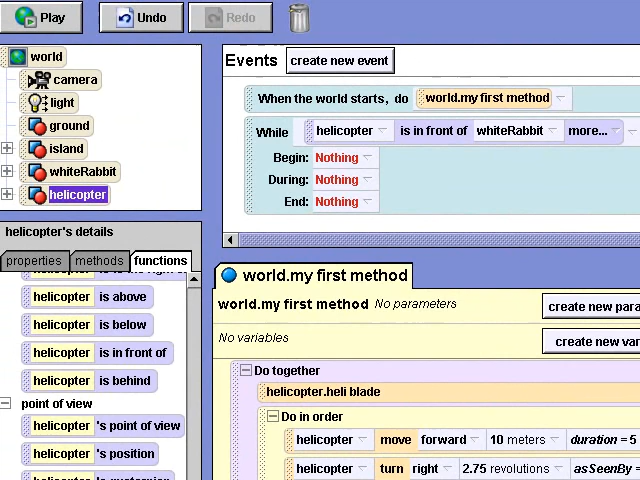 Play
Undo
Redo
world
camera
light
ground
island
whiteRabbit
helicopter
Events
create new event
When the world starts, do world.my first method
While helicopter is in front of whiteRabbit more...
Begin: Nothing
During: Nothing
End: Nothing
helicopter's details
properties methods functions
helicopter is above
helicopter is below
helicopter is in front of
helicopter is behind
point of view
helicopter 's point of view
helicopter 's position
world.my first method
world.my first method No parameters create new para
No variables create new var
Do together
helicopter.heli blade
Do in order
helicopter move forward 10 meters duration = 5
helicopter turn right 2.75 revolutions asSeenBy =